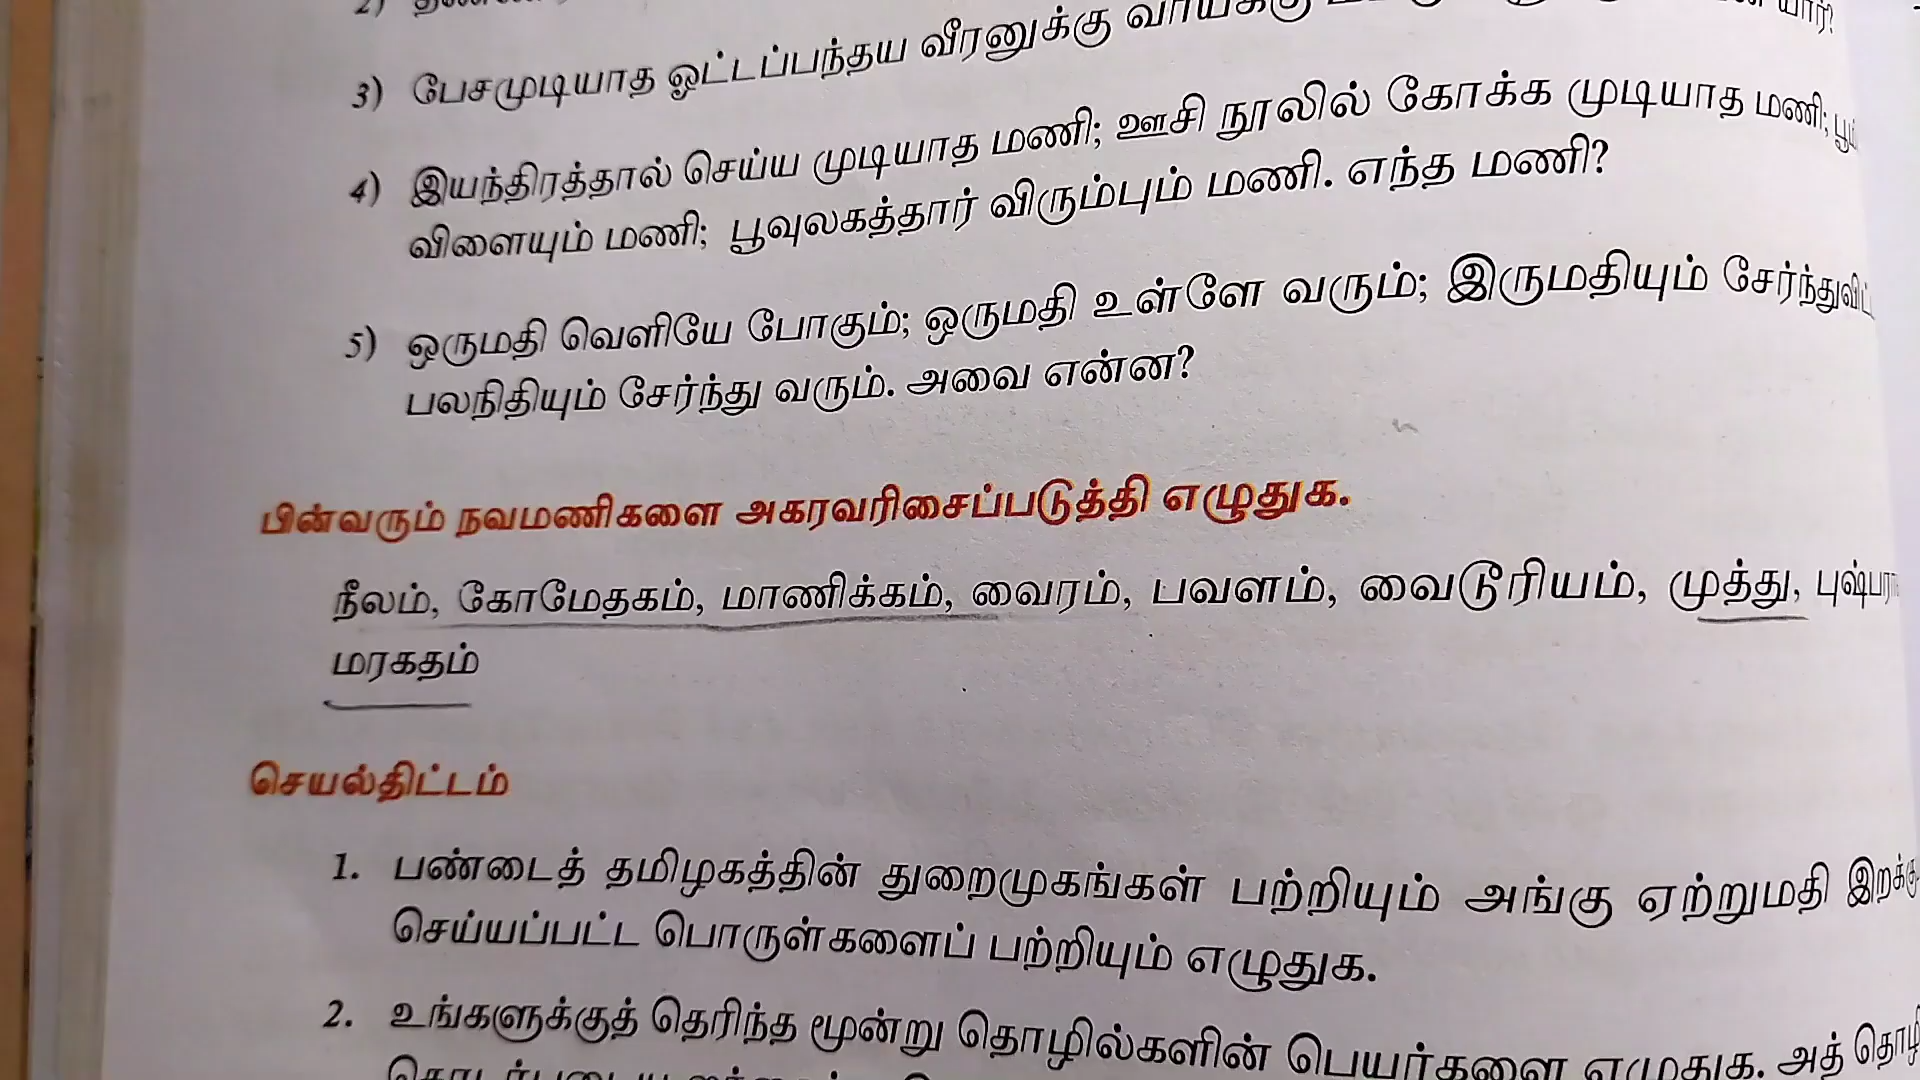 2)
3) பேசமுடியாத ஓட்டப்பந்தய வீரனுக்கு யார்?
4) இயந்திரத்தால் செய்ய முடியாத மணி; ஊசி நூலில் கோக்க முடியாத மணி;
விளையும் மணி; பூவுலகத்தார் விரும்பும் மணி. எந்த மணி?
5) ஒருமதி வெளியே போகும்; ஒருமதி உள்ளே வரும்; இருமதியும்
பலநிதியும் சேர்ந்து வரும். அவை என்ன?
பின்வரும் நவமணிகளை அகரவரிசைப்படுத்தி எழுதுக.
நீலம், கோமேதகம், மாணிக்கம், வைரம், பவளம், வைடூரியம், முத்து,
மரகதம்
செயல்திட்டம்
1. பண்டைத் தமிழகத்தின் துறைமுகங்கள் பற்றியும் அங்கு ஏற்றுமதி
செய்யப்பட்ட பொருள்களைப் பற்றியும் எழுதுக.
2. உங்களுக்குத் தெரிந்த மூன்று தொழில்களின் பெயர்களை எழுதுக. அத்